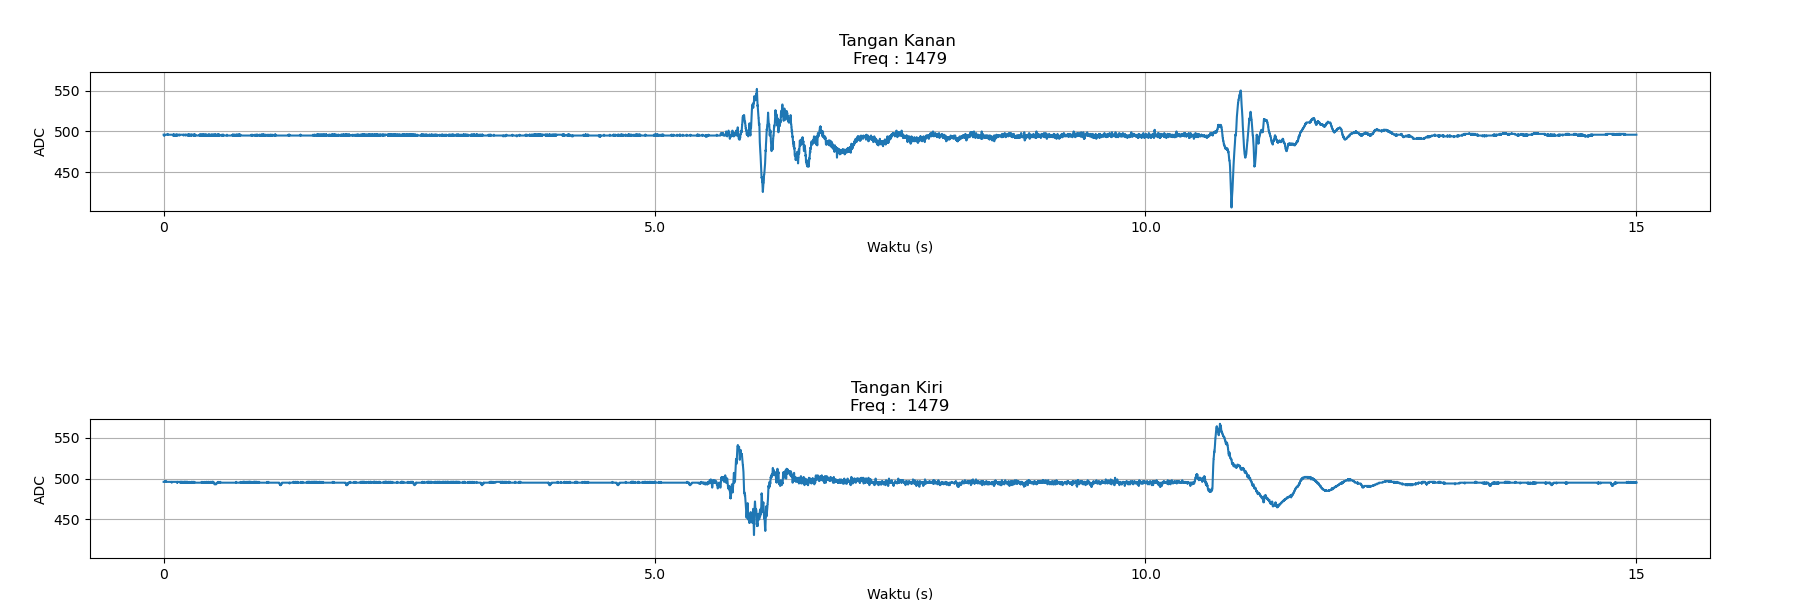 Tangan Kanan
Freq : 1479
550
500
450
ADC
0 5.0 10.0 15
Waktu (s)
Tangan Kiri
Freq :  1479
550
500
450
ADC
0 5.0 10.0 15
Waktu (s)